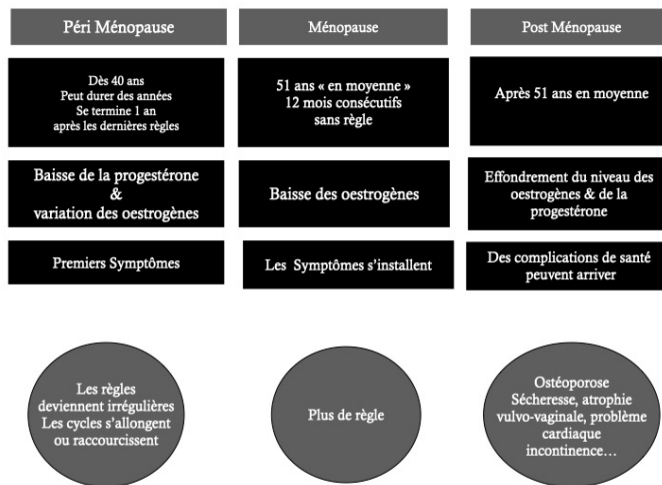 Péri Ménopause
Ménopause
Post Ménopause
Dès 40 ans
Peut durer des années
Se termine 1 an
après les dernières règles
51 ans « en moyenne »
12 mois consécutifs
sans règle
Après 51 ans en moyenne
Baisse de la progestérone
&
variation des oestrogènes
Baisse des oestrogènes
Effondrement du niveau des
oestrogènes & de la
progestérone
Premiers Symptômes
Les Symptômes s’installent
Des complications de santé
peuvent arriver
Les règles
deviennent irrégulières
Les cycles s’allongent
ou raccourcissent
Plus de règle
Ostéoporose
Sécheresse, atrophie
vulvo-vaginale, problème
cardiaque
incontinence…